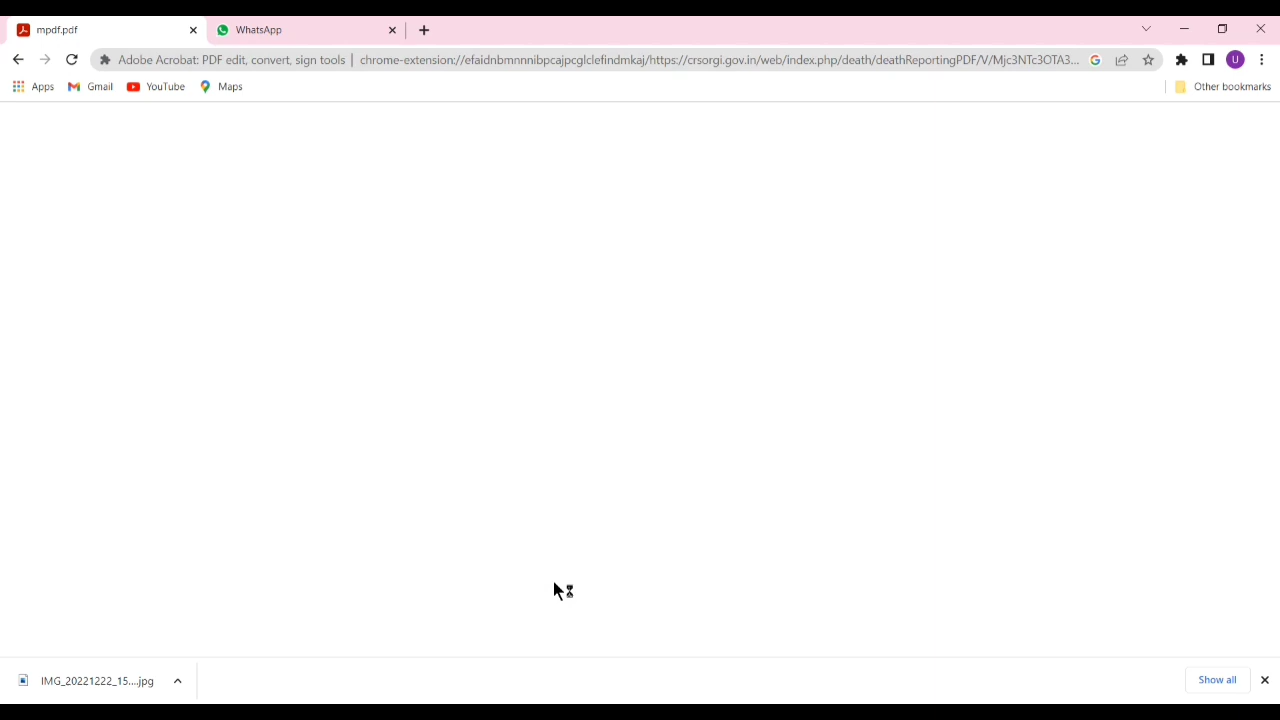 mpdf.pdf
WhatsApp
Adobe Acrobat: PDF edit, convert, sign tools | chrome-extension://efaidnbmnnnibpcajpcglclefindmkaj/https://crsorgi.gov.in/web/index.php/death/deathReportingPDF/V/Mjc3NTc3OTA3...
Apps
Gmail
YouTube
Maps
Other bookmarks
U
IMG_20221222_15....jpg
Show all